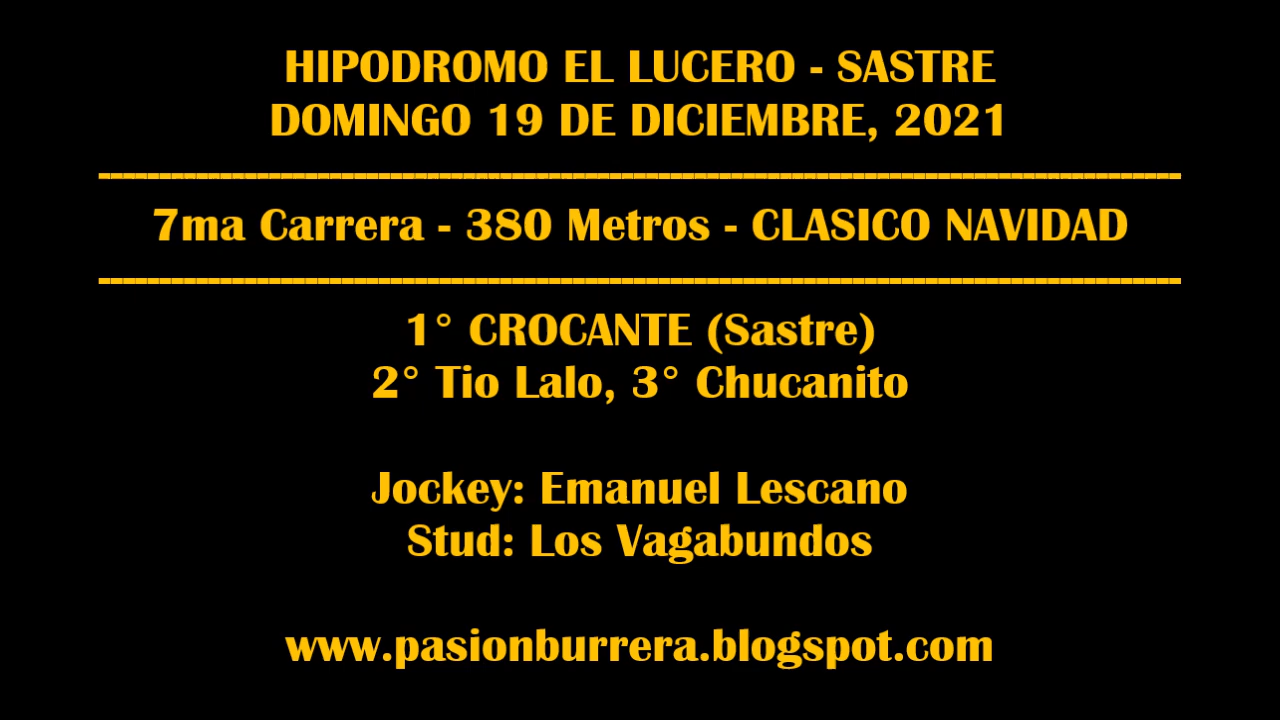 HIPODROMO EL LUCERO - SASTRE
DOMINGO 19 DE DICIEMBRE, 2021
7ma Carrera - 380 Metros - CLASICO NAVIDAD
1° CROCANTE (Sastre)
2° Tio Lalo, 3° Chucanito
Jockey: Emanuel Lescano
Stud: Los Vagabundos
www.pasionburrera.blogspot.com